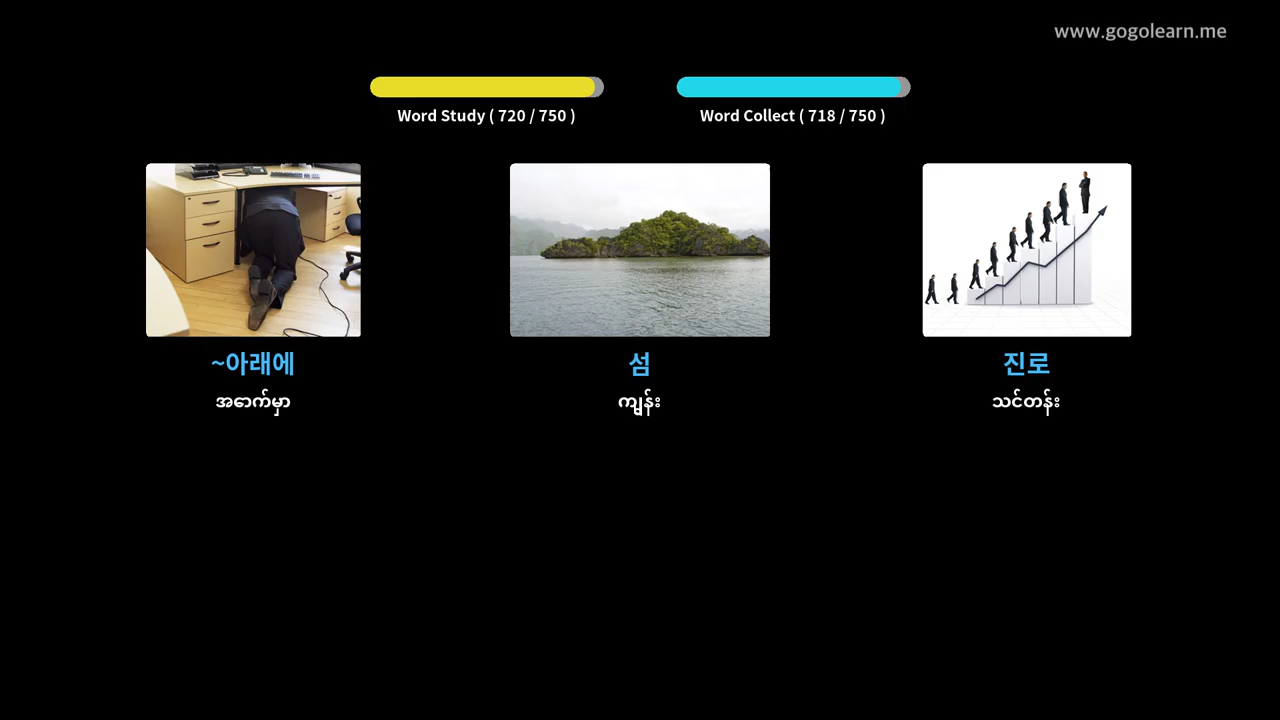 www.gogolearn.me
Word Study ( 720 / 750 )
Word Collect ( 718 / 750 )
~아래에
섬
진로
အောက်မှာ
ကျွန်း
သင်တန်း